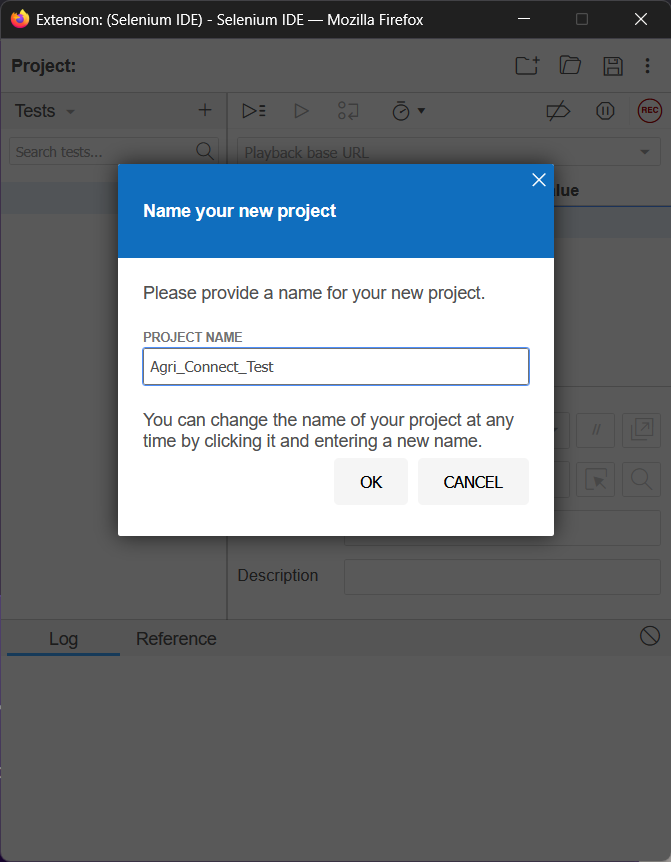 Extension: (Selenium IDE) - Selenium IDE — Mozilla Firefox
Project:
Tests
REC
Search tests...
Playback base URL
Name your new project
Please provide a name for your new project.
PROJECT NAME
Agri_Connect_Test
You can change the name of your project at any
time by clicking it and entering a new name.
OK
CANCEL
//
Description
Log
Reference